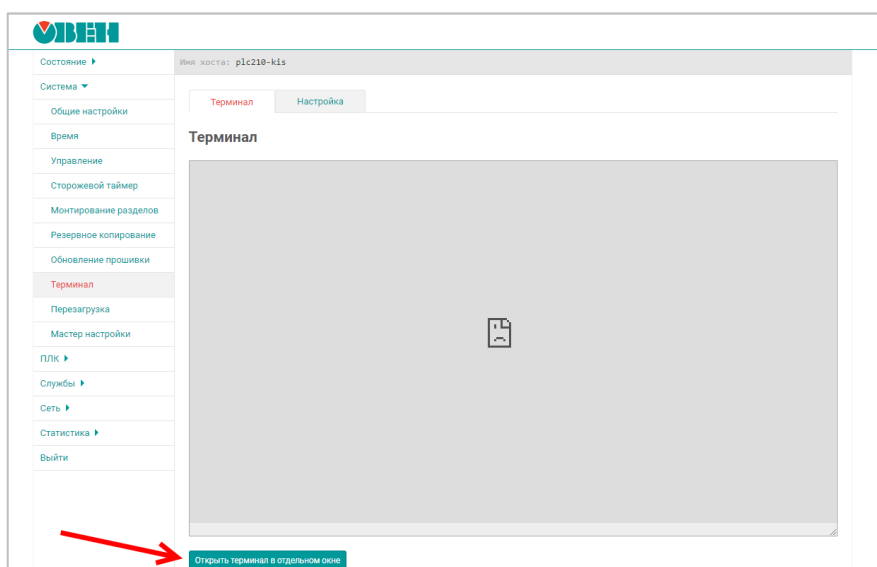 ОВЕН
Состояние
Имя хоста: plc210-kis
Система
Терминал
Настройка
Общие настройки
Время
Терминал
Управление
Сторожевой таймер
Монтирование разделов
Резервное копирование
Обновление прошивки
Терминал
Перезагрузка
Мастер настройки
ПЛК
Службы
Сеть
Статистика
Выйти
Открыть терминал в отдельном окне